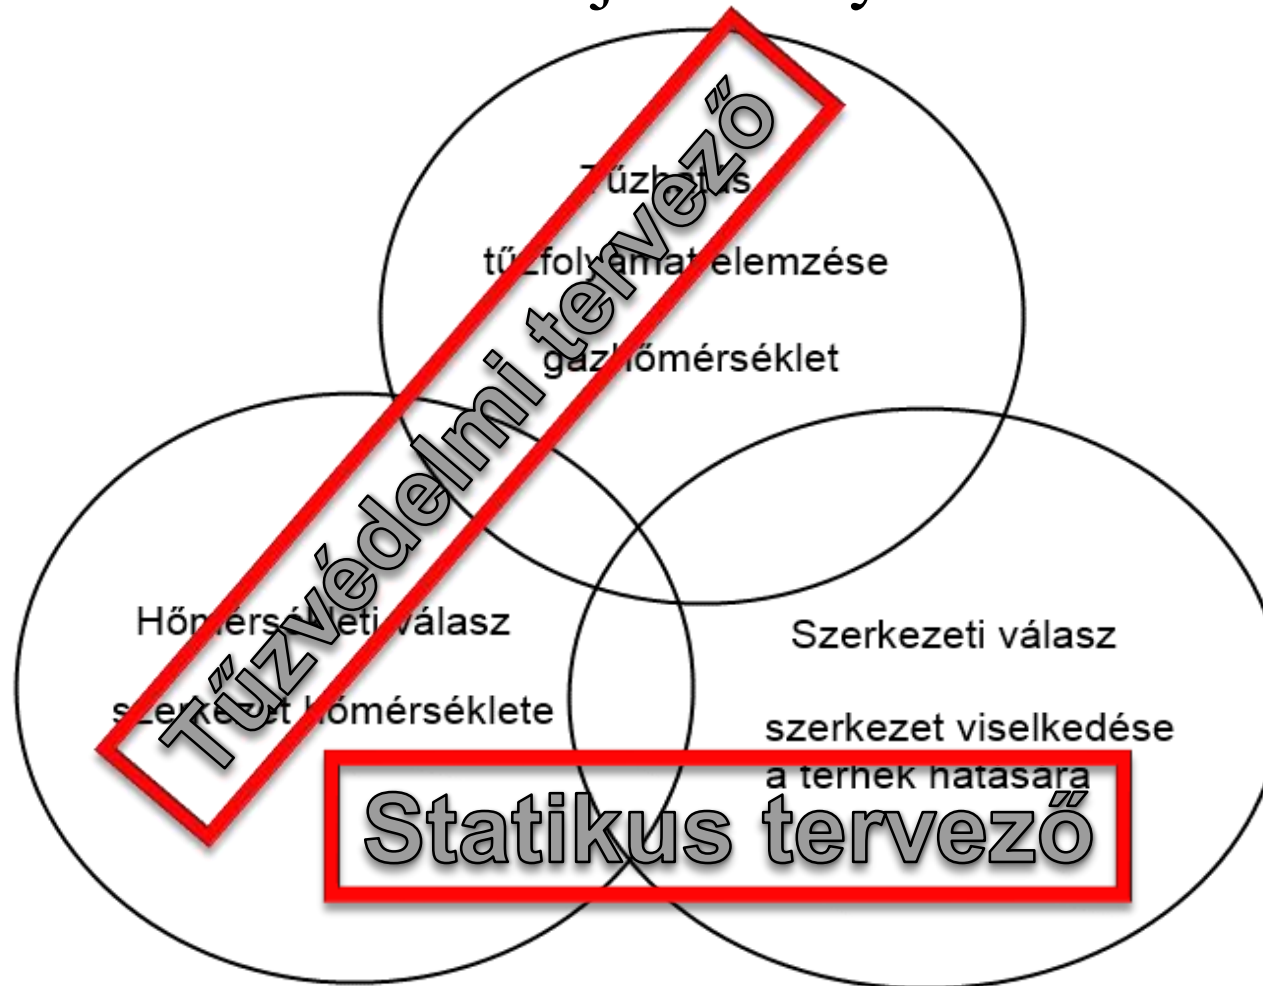 Tűzhatás
tűzfolyamat elemzése
gázhőmérséklet
Tűzvédelmi tervező
Hőmérsékleti válasz
szerkezet hőmérséklete
Szerkezeti válasz
szerkezet viselkedése
a terhek hatására
Statikus tervező